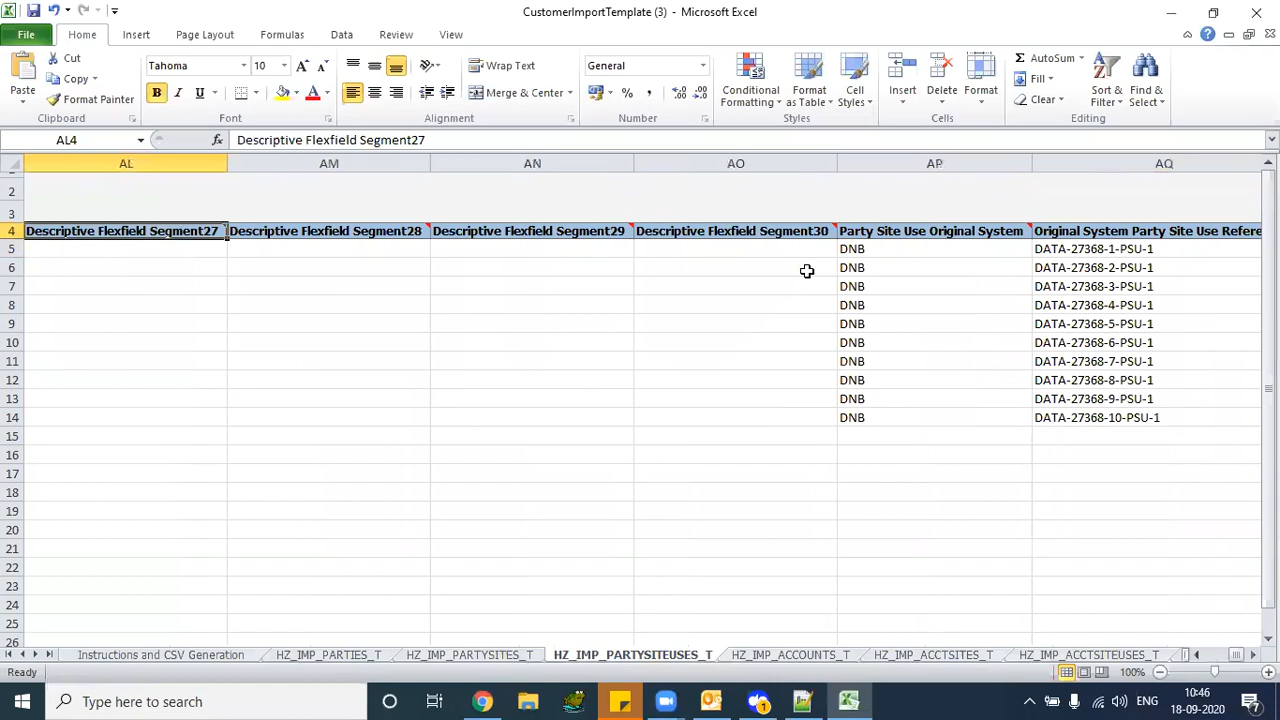 CustomerImportTemplate (3) - Microsoft Excel
File Home Insert Page Layout Formulas Data Review View
Cut
Copy
Format Painter
Paste
Clipboard
Tahoma 10
B I U
Font
Wrap Text
Merge & Center
Alignment
General
% ,
Number
Conditional Formatting
Format as Table
Cell Styles
Styles
Insert Delete Format
Cells
AutoSum
Fill
Clear
Sort & Filter
Find & Select
Editing
AL4 fx Descriptive Flexfield Segment27
AL AM AN AO AP AQ
2
3
4 Descriptive Flexfield Segment27 Descriptive Flexfield Segment28 Descriptive Flexfield Segment29 Descriptive Flexfield Segment30 Party Site Use Original System Original System Party Site Use Refere
5 DNB DATA-27368-1-PSU-1
6 DNB DATA-27368-2-PSU-1
7 DNB DATA-27368-3-PSU-1
8 DNB DATA-27368-4-PSU-1
9 DNB DATA-27368-5-PSU-1
10 DNB DATA-27368-6-PSU-1
11 DNB DATA-27368-7-PSU-1
12 DNB DATA-27368-8-PSU-1
13 DNB DATA-27368-9-PSU-1
14 DNB DATA-27368-10-PSU-1
15
16
17
18
19
20
21
22
23
24
25
26
Instructions and CSV Generation HZ_IMP_PARTIES_T HZ_IMP_PARTYSITES_T HZ_IMP_PARTYSITEUSES_T HZ_IMP_ACCOUNTS_T HZ_IMP_ACCTSITES_T HZ_IMP_ACCTSITEUSES_T
Ready 100%
Type here to search ENG 10:46
18-09-2020